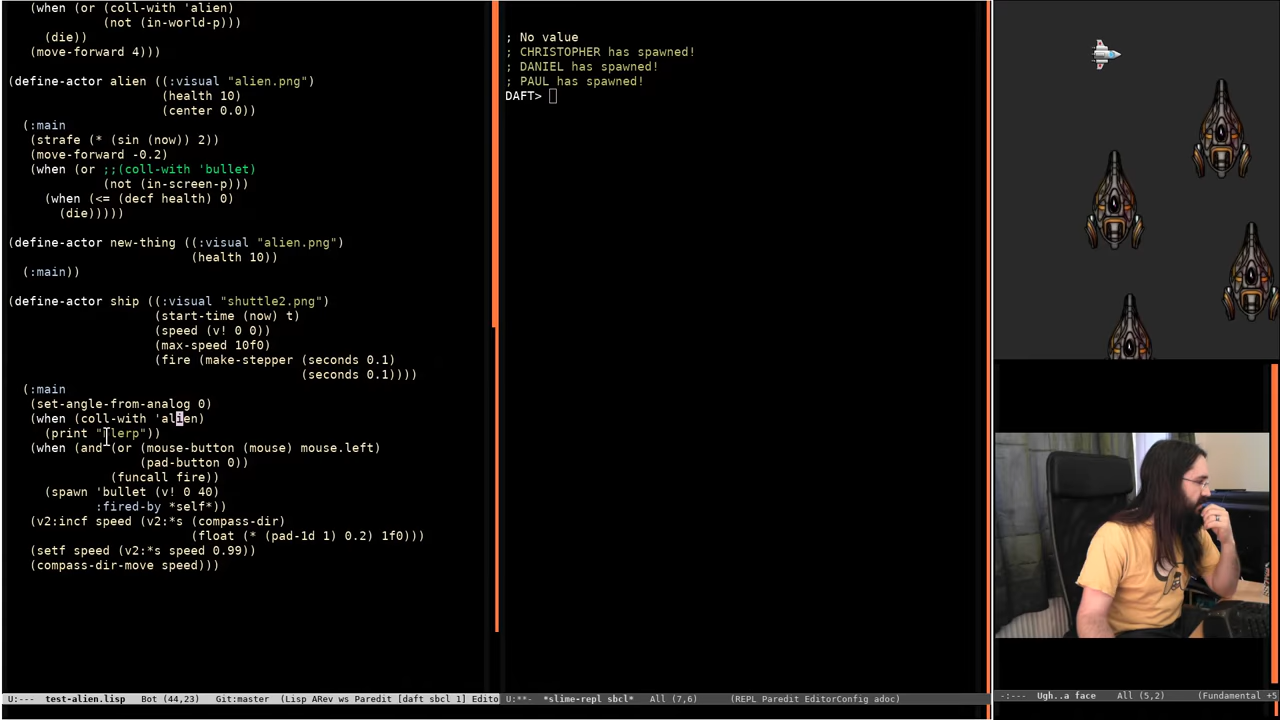 (when (or (coll-with 'alien)
(not (in-world-p)))
(die))
(move-forward 4)))
(define-actor alien ((:visual "alien.png")
(health 10)
(center 0.0))
(:main
(strafe (* (sin (now)) 2))
(move-forward -0.2)
(when (or ;;(coll-with 'bullet)
(not (in-screen-p)))
(when (<= (decf health) 0)
(die)))))
(define-actor new-thing ((:visual "alien.png")
(health 10))
(:main))
(define-actor ship ((:visual "shuttle2.png")
(start-time (now) t)
(speed (v! 0 0))
(max-speed 10f0)
(fire (make-stepper (seconds 0.1)
(seconds 0.1))))
(:main
(set-angle-from-analog 0)
(when (coll-with 'alien)
(print
(when (and (or (mouse-button (mouse) mouse.left)
(pad-button 0))
(funcall fire))
(spawn 'bullet (v! 0 40)
:fired-by *self*))
(v2:incf speed (v2:*s (compass-dir)
(float (* (pad-1d 1) 0.2) 1f0)))
(setf speed (v2:*s speed 0.99))
(compass-dir-move speed)))
U:--- test-alien.lisp Bot (44,23) Git:master (Lisp ARev ws Paredit [daft sbcl 1] Edito
; No value
; CHRISTOPHER has spawned!
; DANIEL has spawned!
; PAUL has spawned!
DAFT>
U:**- *slime-repl sbcl* All (7,6) (REPL Paredit EditorConfig adoc)
-:--- Ugh..a face All (5,2) (Fundamental +5